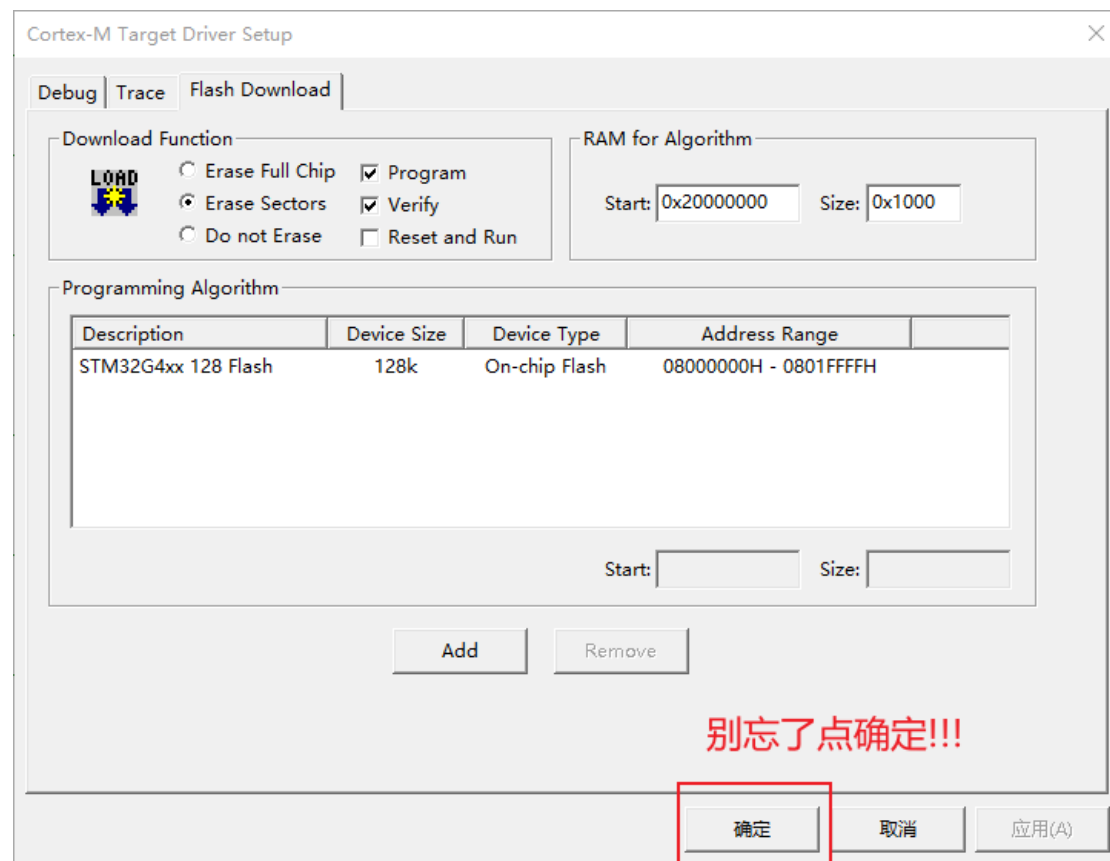 Cortex-M Target Driver Setup
Debug Trace Flash Download
Download Function
LOAD
Erase Full Chip
Program
Erase Sectors
Verify
Do not Erase
Reset and Run
RAM for Algorithm
Start: 0x20000000 Size: 0x1000
Programming Algorithm
Description Device Size Device Type Address Range
STM32G4xx 128 Flash 128k On-chip Flash 08000000H - 0801FFFFH
Start: Size:
Add Remove
别忘了点确定!!!
确定 取消 应用(A)